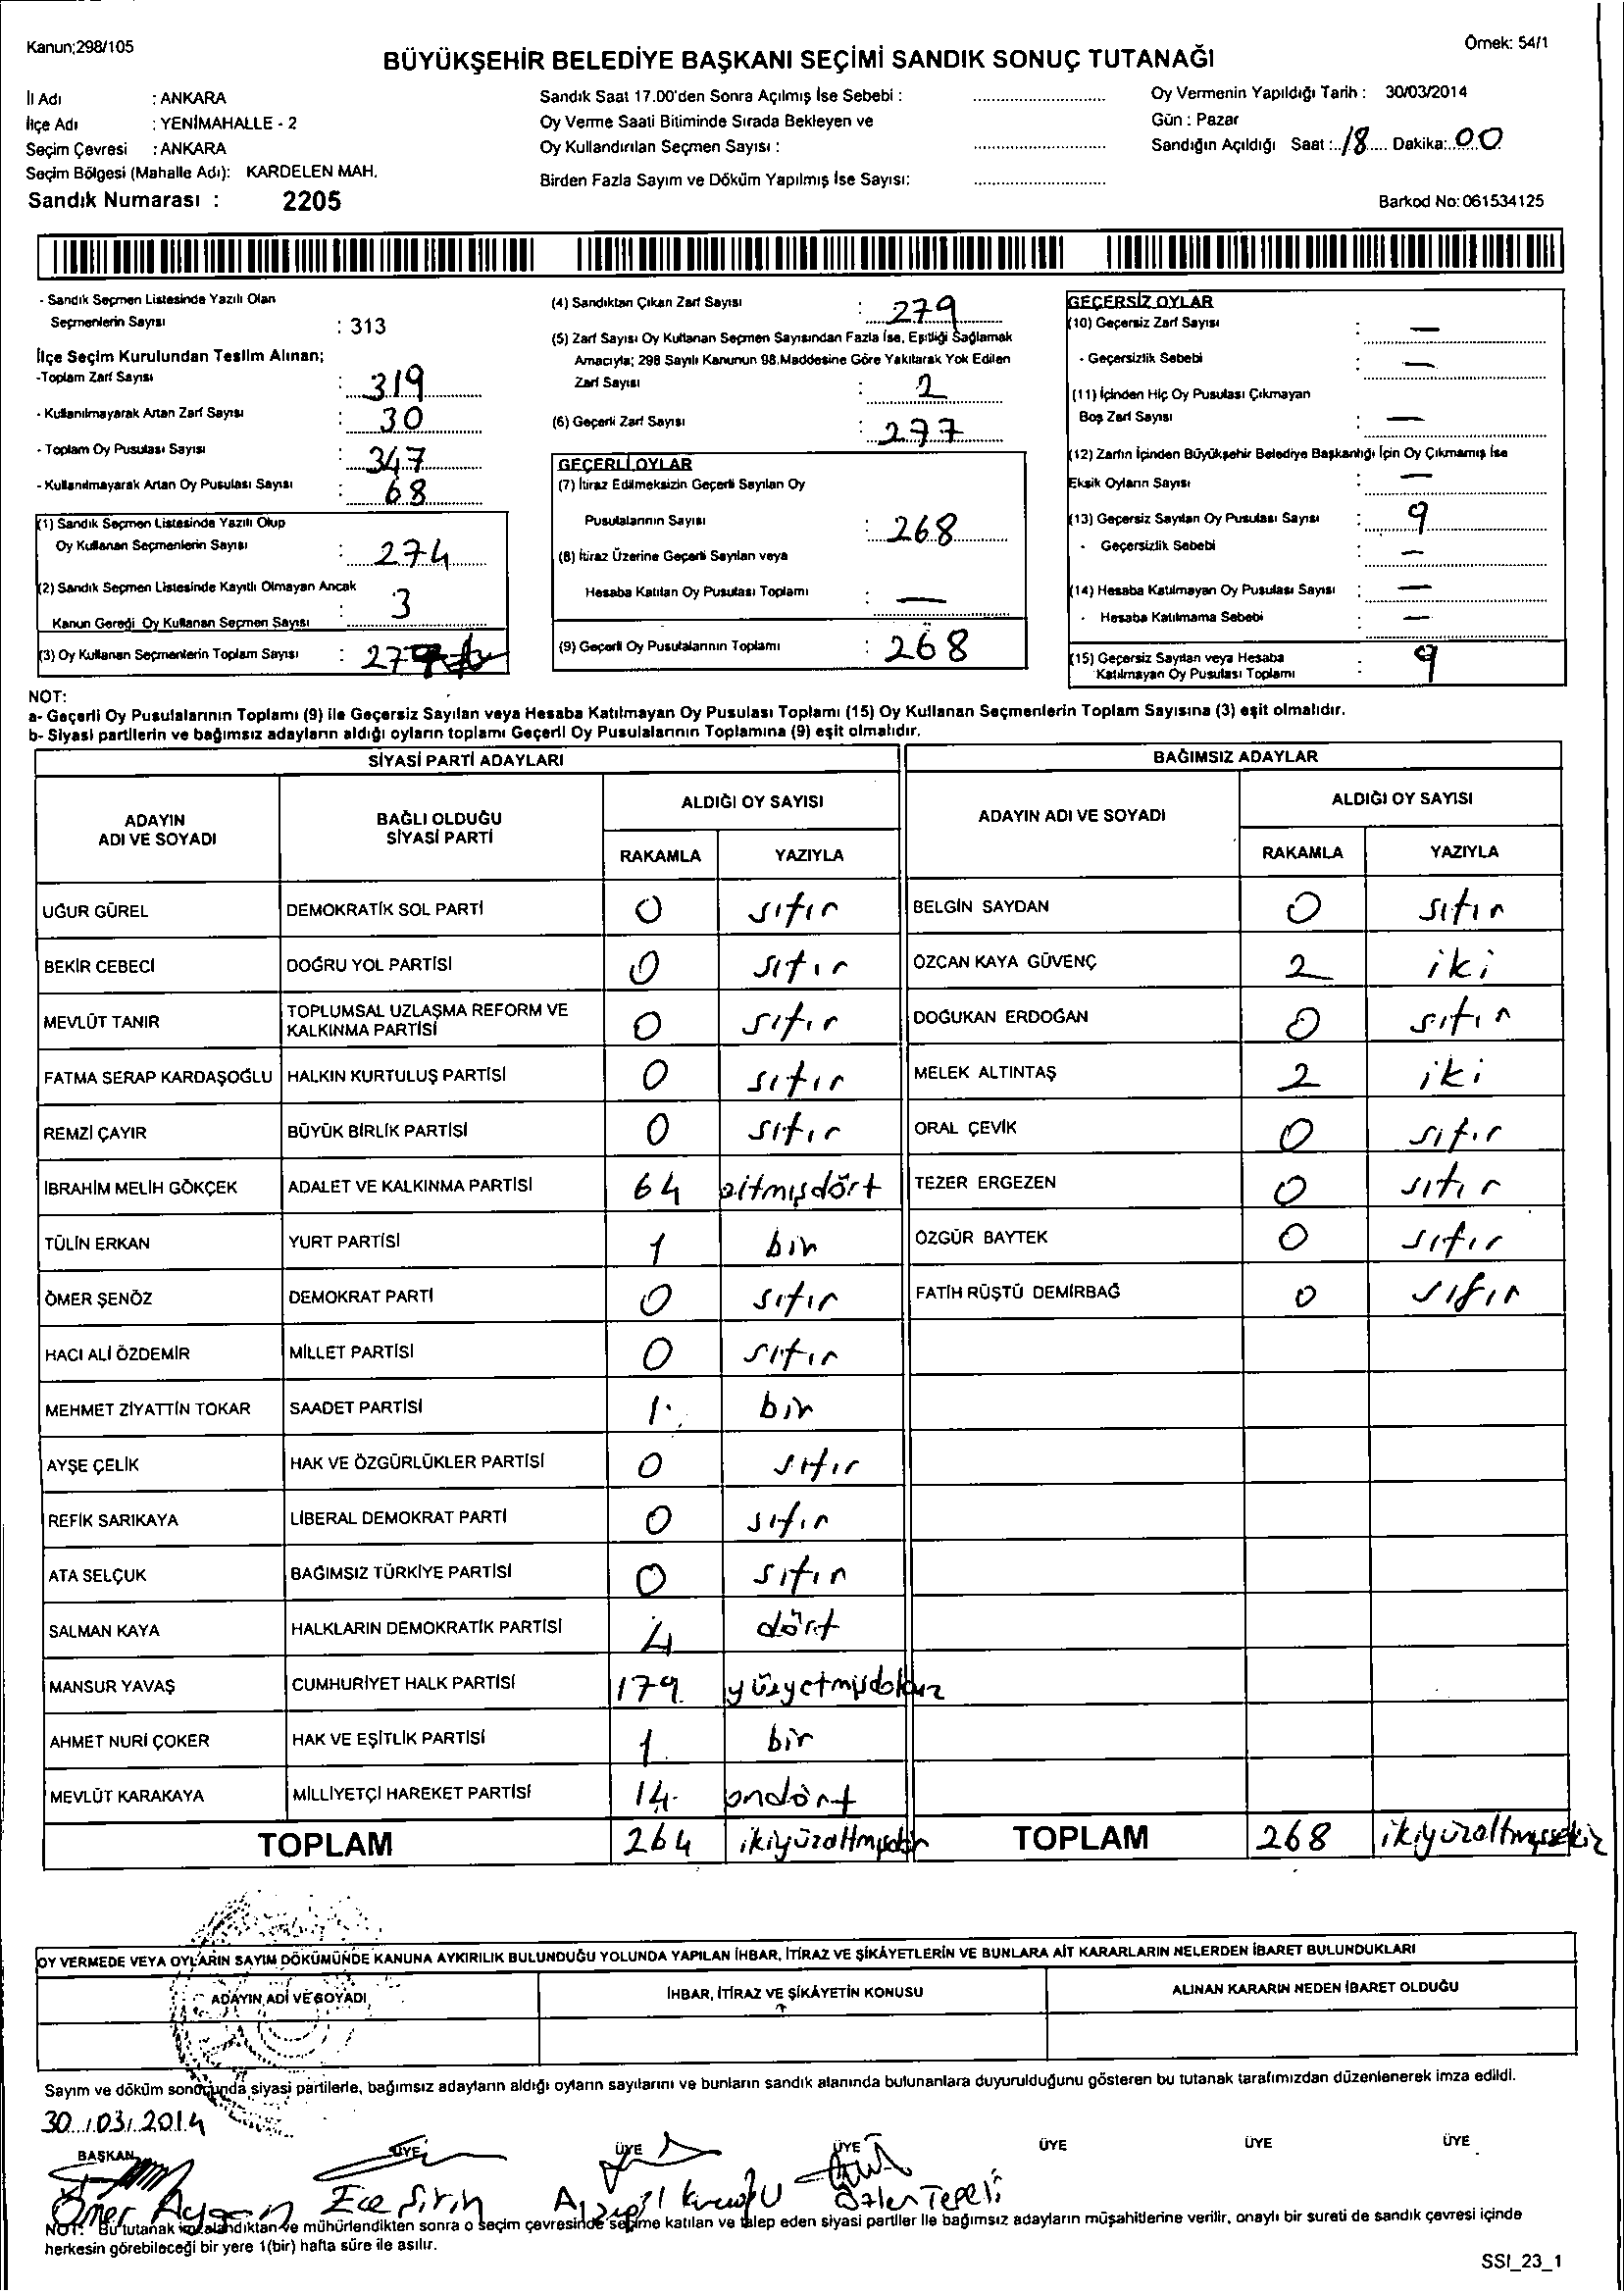 Kanun;298/105
Örnek: 54/1
BÜYÜKŞEHİR BELEDİYE BAŞKANI SEÇİMİ SANDIK SONUÇ TUTANAĞI
İl Adı : ANKARA
İlçe Adı : YENİMAHALLE - 2
Seçim Çevresi : ANKARA
Seçim Bölgesi (Mahalle Adı): KARDELEN MAH.
Sandık Numarası : 2205
Sandık Saat 17.00'den Sonra Açılmış İse Sebebi :
Oy Verme Saati Bitiminde Sırada Bekleyen ve
Oy Kullandırılan Seçmen Sayısı :
Birden Fazla Sayım ve Döküm Yapılmış İse Sayısı:
Oy Vermenin Yapıldığı Tarih : 30/03/2014
Gün : Pazar
Sandığın Açıldığı Saat : 18 Dakika: 00
Barkod No: 061534125
- Sandık Seçmen Listesinde Yazılı Olan
Seçmenlerin Sayısı : 313
İlçe Seçim Kurulundan Teslim Alınan;
-Toplam Zarf Sayısı : 319
- Kullanılmayarak Artan Zarf Sayısı : 30
- Toplam Oy Pusulası Sayısı : 347
- Kullanılmayarak Artan Oy Pusulası Sayısı : 68
(1) Sandık Seçmen Listesinde Yazılı Olup
Oy Kullanan Seçmenlerin Sayısı : 274
(2) Sandık Seçmen Listesinde Kayıtlı Olmayan Ancak
Kanun Gereği Oy Kullanan Seçmen Sayısı : 3
(3) Oy Kullanan Seçmenlerin Toplam Sayısı :
(4) Sandıktan Çıkan Zarf Sayısı : 279
(5) Zarf Sayısı Oy Kullanan Seçmen Sayısından Fazla İse, Eşitliği Sağlamak
Amacıyla; 298 Sayılı Kanunun 98.Maddesine Göre Yakılarak Yok Edilen
Zarf Sayısı : 2
(6) Geçerli Zarf Sayısı : 277
GEÇERLİ OYLAR
(7) İtiraz Edilmeksizin Geçerli Sayılan Oy
Pusulalarının Sayısı : 268
(8) İtiraz Üzerine Geçerli Sayılan veya
Hesaba Katılan Oy Pusulası Toplamı : —
(9) Geçerli Oy Pusulalarının Toplamı : 268
GEÇERSİZ OYLAR
(10) Geçersiz Zarf Sayısı : —
- Geçersizlik Sebebi : —
(11) İçinden Hiç Oy Pusulası Çıkmayan
Boş Zarf Sayısı : —
(12) Zarfın İçinden Büyükşehir Belediye Başkanlığı İçin Oy Çıkmamış İse
Eksik Oyların Sayısı : —
(13) Geçersiz Sayılan Oy Pusulası Sayısı : 9
- Geçersizlik Sebebi : —
(14) Hesaba Katılmayan Oy Pusulası Sayısı : —
- Hesaba Katılmama Sebebi : —
(15) Geçersiz Sayılan veya Hesaba
Katılmayan Oy Pusulası Toplamı : 9
NOT:
a- Geçerli Oy Pusulalarının Toplamı (9) ile Geçersiz Sayılan veya Hesaba Katılmayan Oy Pusulası Toplamı (15) Oy Kullanan Seçmenlerin Toplam Sayısına (3) eşit olmalıdır.
b- Siyasi partilerin ve bağımsız adayların aldığı oyların toplamı Geçerli Oy Pusulalarının Toplamına (9) eşit olmalıdır.
SİYASİ PARTİ ADAYLARI
ADAYIN ADI VE SOYADI BAĞLI OLDUĞU SİYASİ PARTİ ALDIĞI OY SAYISI
RAKAMLA YAZIYLA
UĞUR GÜREL DEMOKRATİK SOL PARTİ 0 sıfır
BEKİR CEBECİ DOĞRU YOL PARTİSİ 0 sıfır
MEVLÜT TANIR TOPLUMSAL UZLAŞMA REFORM VE KALKINMA PARTİSİ 0 sıfır
FATMA SERAP KARDAŞOĞLU HALKIN KURTULUŞ PARTİSİ 0 sıfır
REMZİ ÇAYIR BÜYÜK BİRLİK PARTİSİ 0 sıfır
İBRAHİM MELİH GÖKÇEK ADALET VE KALKINMA PARTİSİ 64 altmışdört
TÜLİN ERKAN YURT PARTİSİ 1 bir
ÖMER ŞENÖZ DEMOKRAT PARTİ 0 sıfır
HACI ALİ ÖZDEMİR MİLLET PARTİSİ 0 sıfır
MEHMET ZİYATTİN TOKAR SAADET PARTİSİ 1 bir
AYŞE ÇELİK HAK VE ÖZGÜRLÜKLER PARTİSİ 0 sıfır
REFİK SARIKAYA LİBERAL DEMOKRAT PARTİ 0 sıfır
ATA SELÇUK BAĞIMSIZ TÜRKİYE PARTİSİ 0 sıfır
SALMAN KAYA HALKLARIN DEMOKRATİK PARTİSİ 4 dört
MANSUR YAVAŞ CUMHURİYET HALK PARTİSİ 179 yüzyetmişdokuz
AHMET NURİ ÇOKER HAK VE EŞİTLİK PARTİSİ 1 bir
MEVLÜT KARAKAYA MİLLİYETÇİ HAREKET PARTİSİ 14 ondört
TOPLAM 264 ikiyüzaltmışdör
BAĞIMSIZ ADAYLAR
ADAYIN ADI VE SOYADI ALDIĞI OY SAYISI
RAKAMLA YAZIYLA
BELGİN SAYDAN 0 sıfır
ÖZCAN KAYA GÜVENÇ 2 iki
DOĞUKAN ERDOĞAN 0 sıfır
MELEK ALTINTAŞ 2 iki
ORAL ÇEVİK 0 sıfır
TEZER ERGEZEN 0 sıfır
ÖZGÜR BAYTEK 0 sıfır
FATİH RÜŞTÜ DEMİRBAĞ 0 sıfır
TOPLAM 268 ikiyüzaltmışsekiz
OY VERMEDE VEYA OYLARIN SAYIM DÖKÜMÜNDE KANUNA AYKIRILIK BULUNDUĞU YOLUNDA YAPILAN İHBAR, İTİRAZ VE ŞİKÂYETLERİN VE BUNLARA AİT KARARLARIN NELERDEN İBARET BULUNDUKLARI
ADAYIN ADI VE SOYADI İHBAR, İTİRAZ VE ŞİKÂYETİN KONUSU ALINAN KARARIN NEDEN İBARET OLDUĞU
Sayım ve döküm sonucunda siyasi partilerle, bağımsız adayların aldığı oyların sayılarını ve bunların sandık alanında bulunanlara duyurulduğunu gösteren bu tutanak tarafımızdan düzenlenerek imza edildi.
30/03/2014
BAŞKAN ÜYE ÜYE ÜYE ÜYE ÜYE ÜYE
Ömer Ece Şirin Özlem Tepeli
NOT: Bu tutanak imzalandıktan ve mühürlendikten sonra o seçim çevresinde seçime katılan ve talep eden siyasi partiler ile bağımsız adayların müşahitlerine verilir, onaylı bir sureti de sandık çevresi içinde
herkesin görebileceği bir yere 1(bir) hafta süre ile asılır.
SSI_23_1